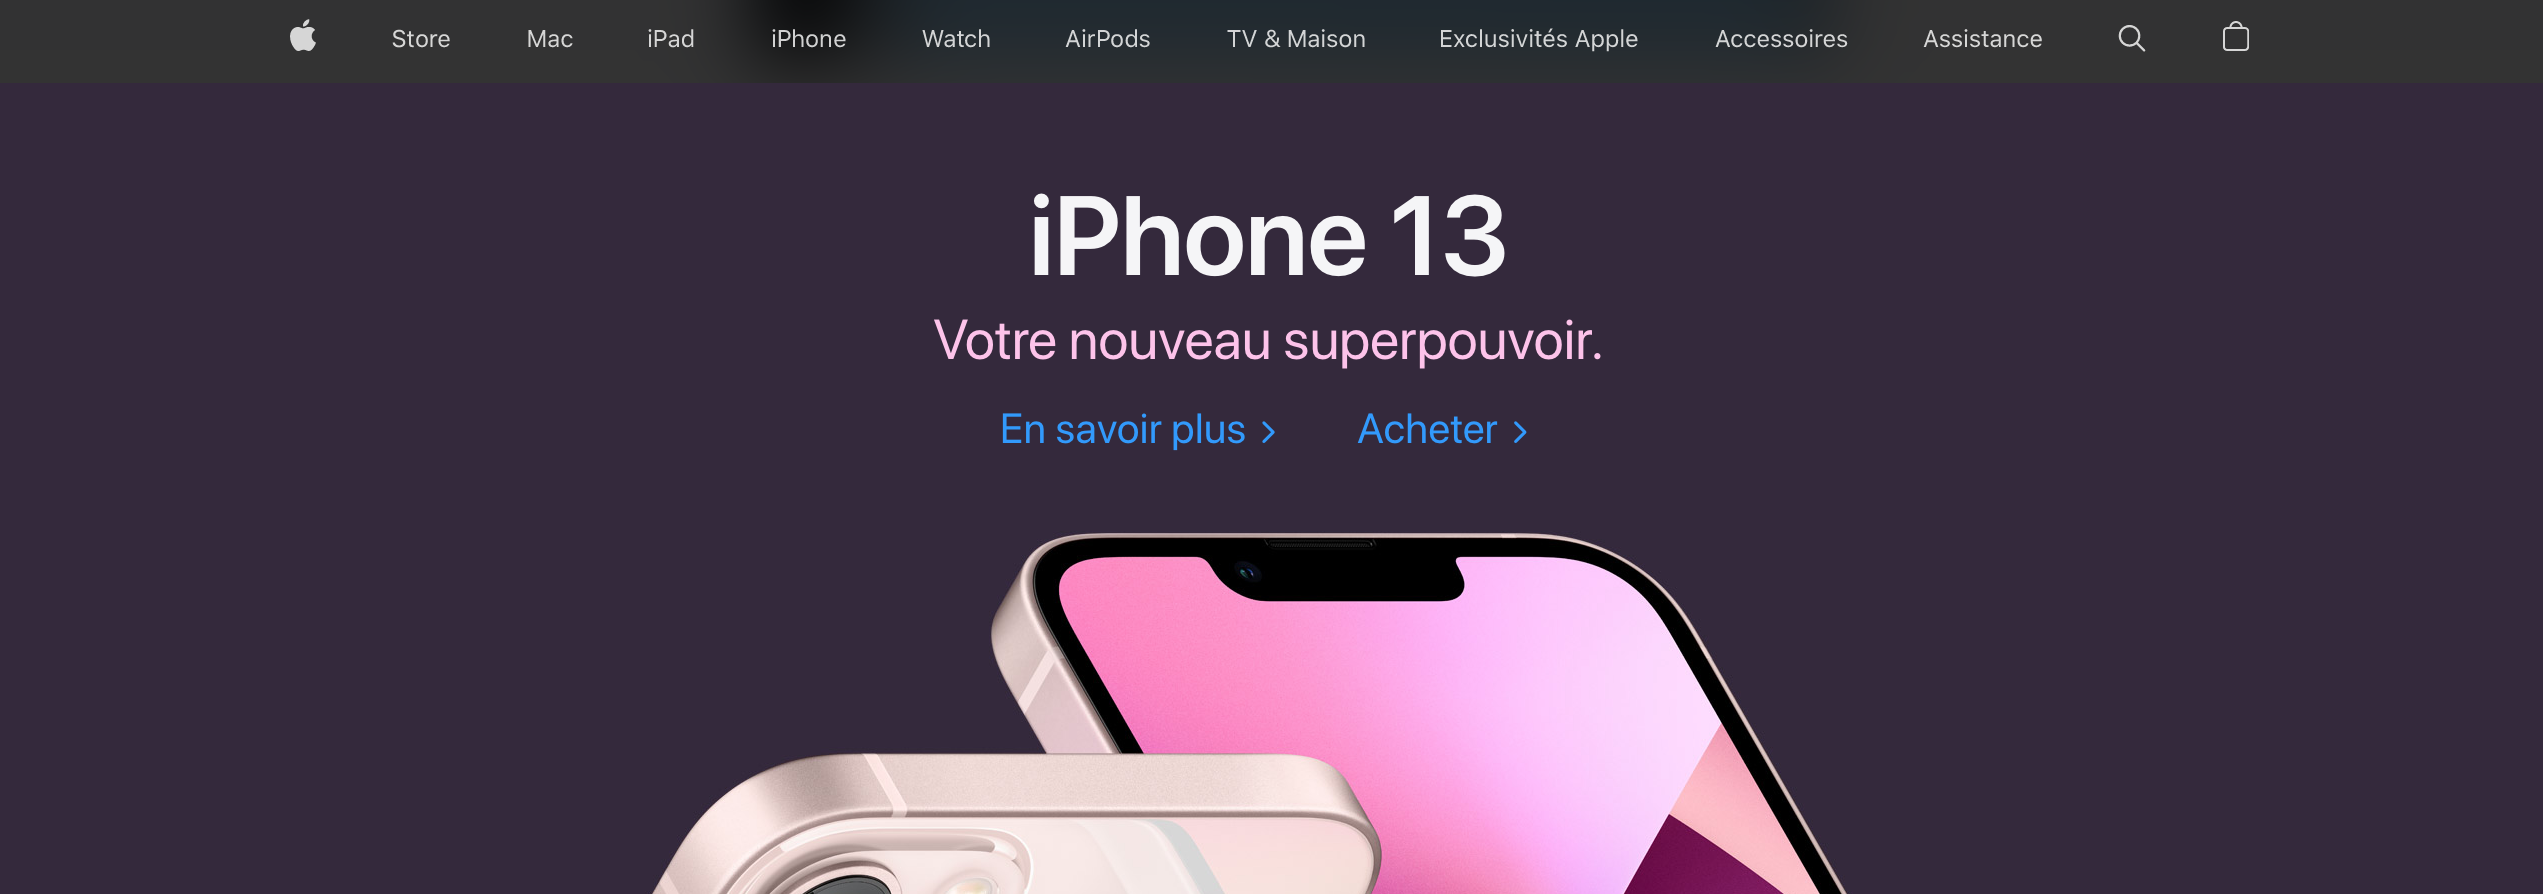 Store Mac iPad iPhone Watch AirPods TV & Maison Exclusivités Apple Accessoires Assistance
iPhone 13
Votre nouveau superpouvoir.
En savoir plus > Acheter >